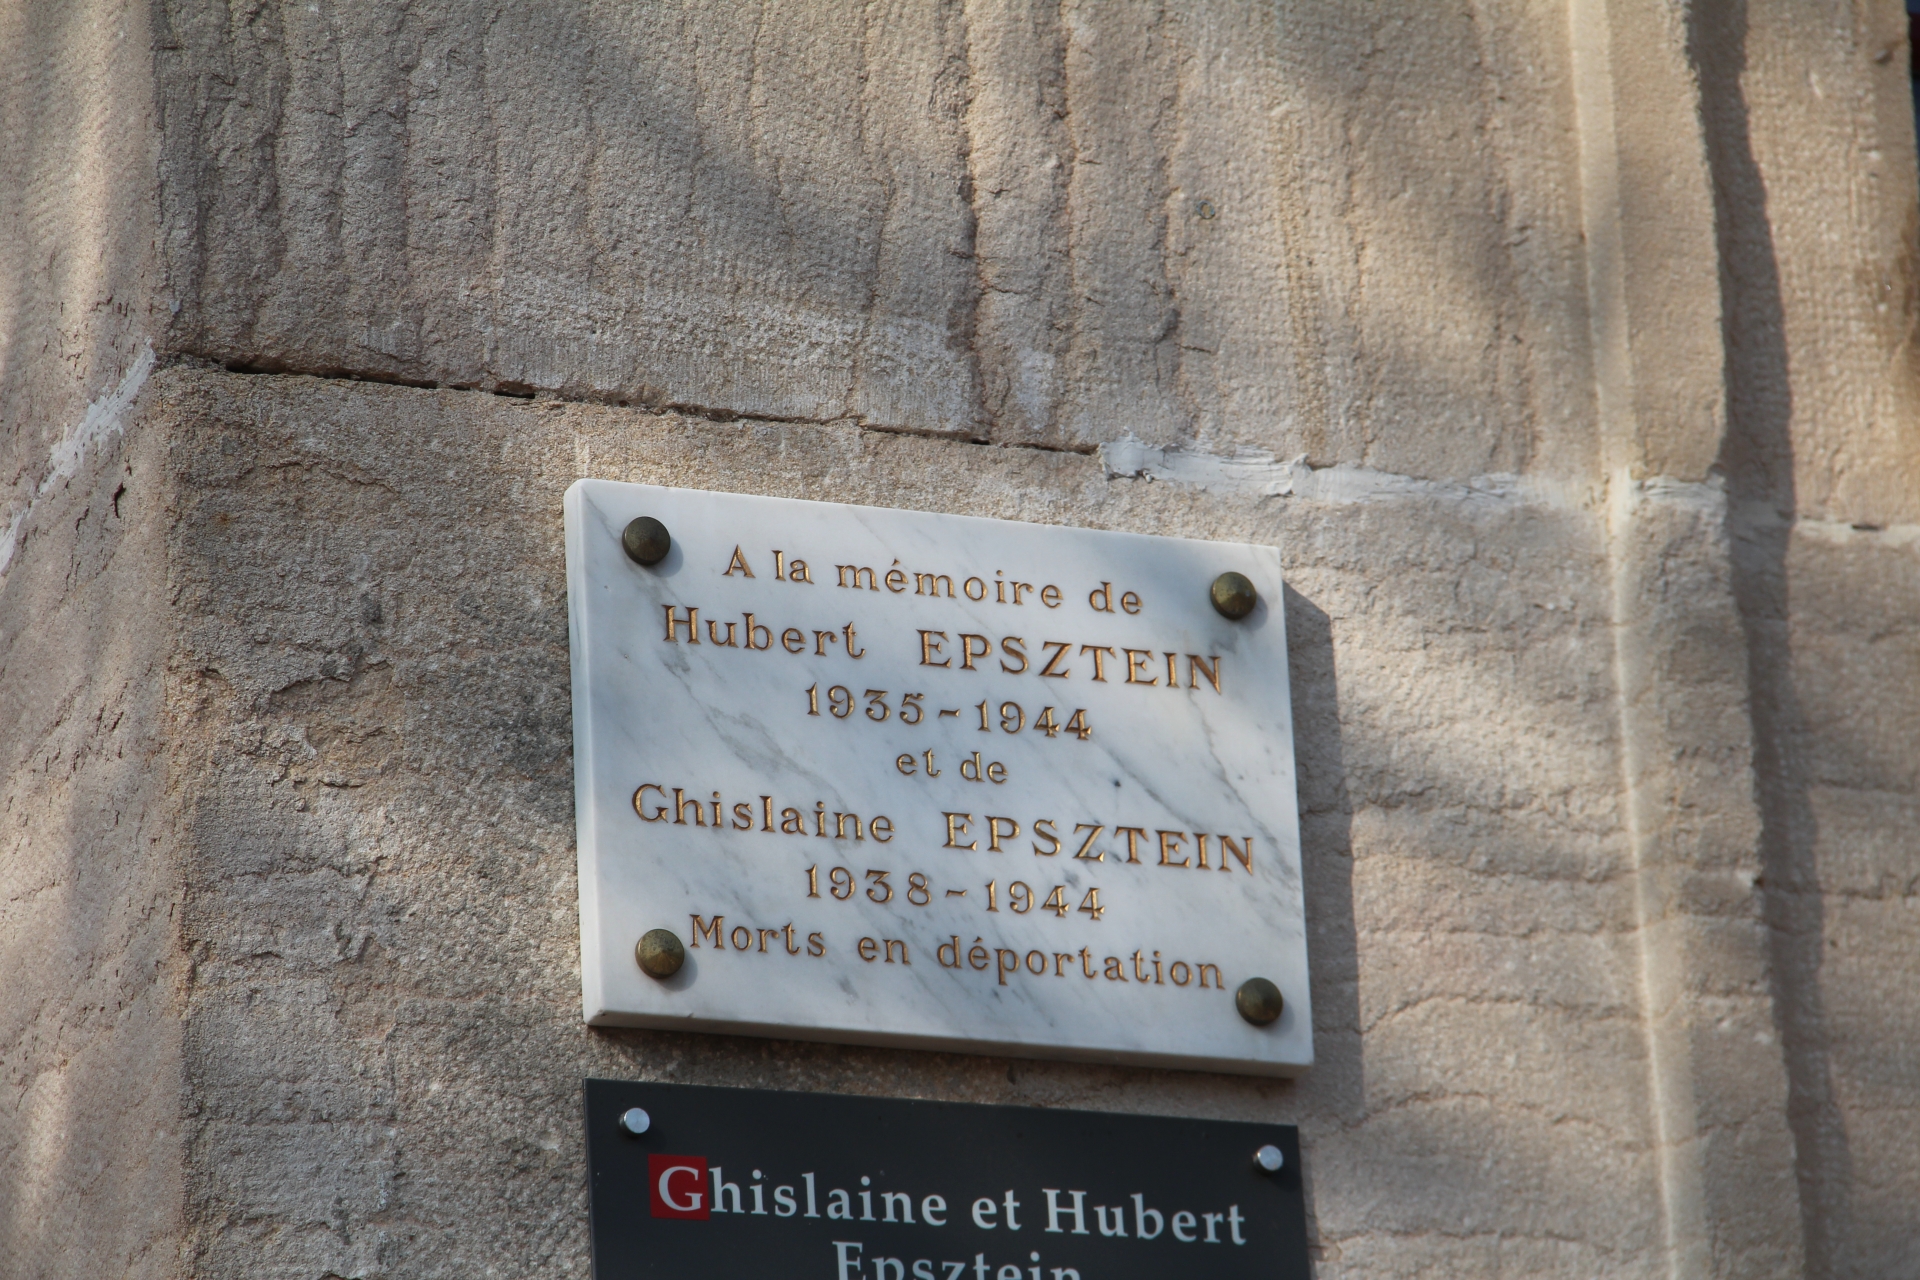 A la mémoire de
Hubert EPSZTEIN
1935-1944
et de
Ghislaine EPSZTEIN
1938-1944
Morts en déportation
Ghislaine et Hubert
Epsztein